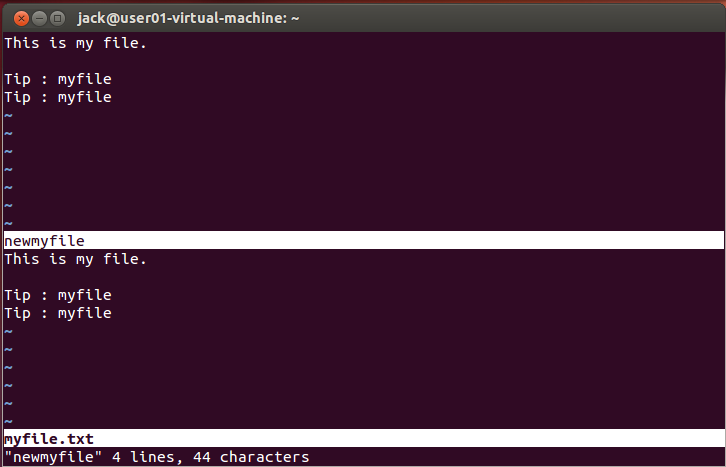 jack@user01-virtual-machine: ~
This is my file.
Tip : myfile
Tip : myfile
~
~
~
~
~
~
~
newmyfile
This is my file.
Tip : myfile
Tip : myfile
~
~
~
~
~
~
myfile.txt
"newmyfile" 4 lines, 44 characters